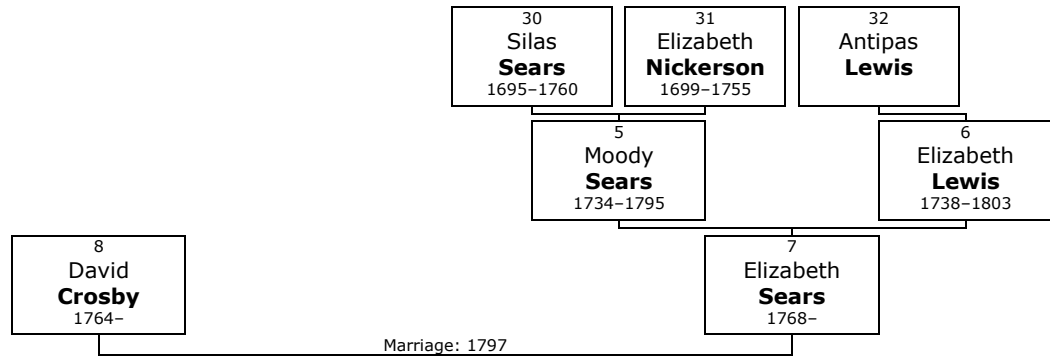 30
Silas
Sears
1695–1760
31
Elizabeth
Nickerson
1699–1755
32
Antipas
Lewis
5
Moody
Sears
1734–1795
6
Elizabeth
Lewis
1738–1803
8
David
Crosby
1764–
7
Elizabeth
Sears
1768–
Marriage: 1797